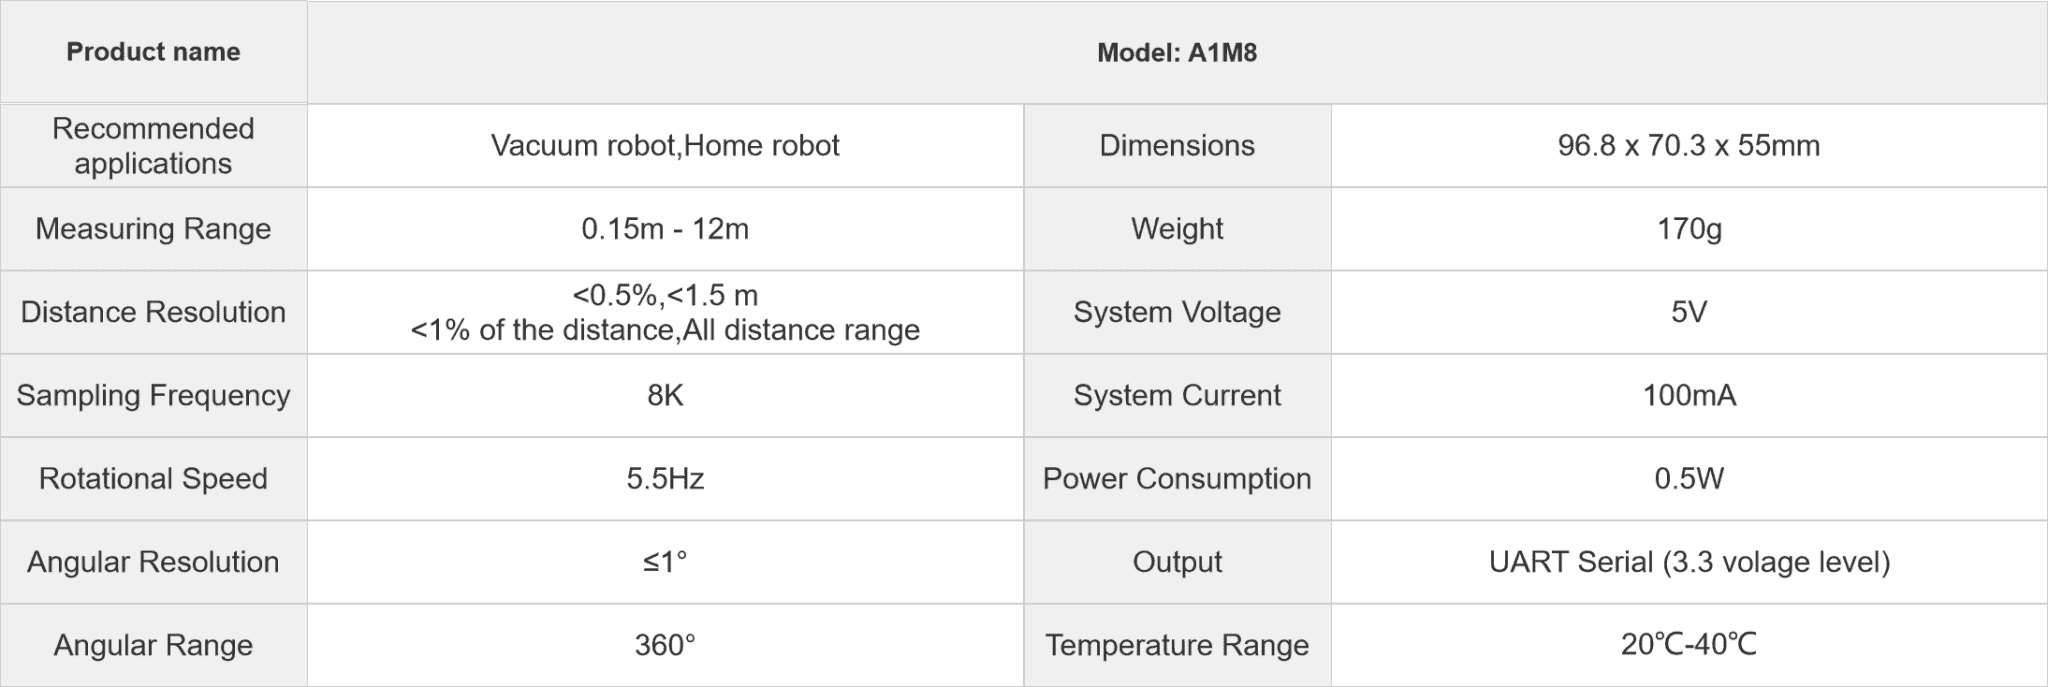 Product name
Model: A1M8
Recommended
applications
Vacuum robot,Home robot
Dimensions
96.8 x 70.3 x 55mm
Measuring Range
0.15m - 12m
Weight
170g
Distance Resolution
<0.5%,<1.5 m
<1% of the distance,All distance range
System Voltage
5V
Sampling Frequency
8K
System Current
100mA
Rotational Speed
5.5Hz
Power Consumption
0.5W
Angular Resolution
≤1°
Output
UART Serial (3.3 volage level)
Angular Range
360°
Temperature Range
20℃-40℃